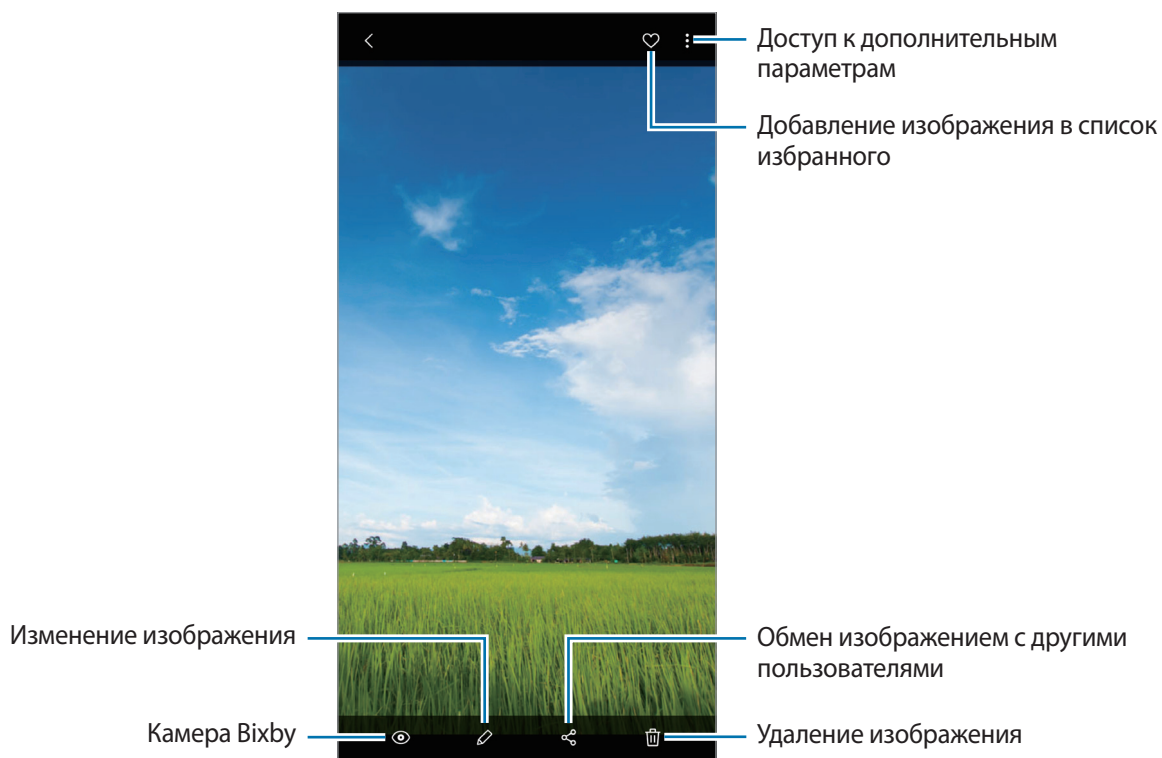 Доступ к дополнительным
параметрам
Добавление изображения в список
избранного
Изменение изображения
Обмен изображением с другими
пользователями
Камера Bixby
Удаление изображения